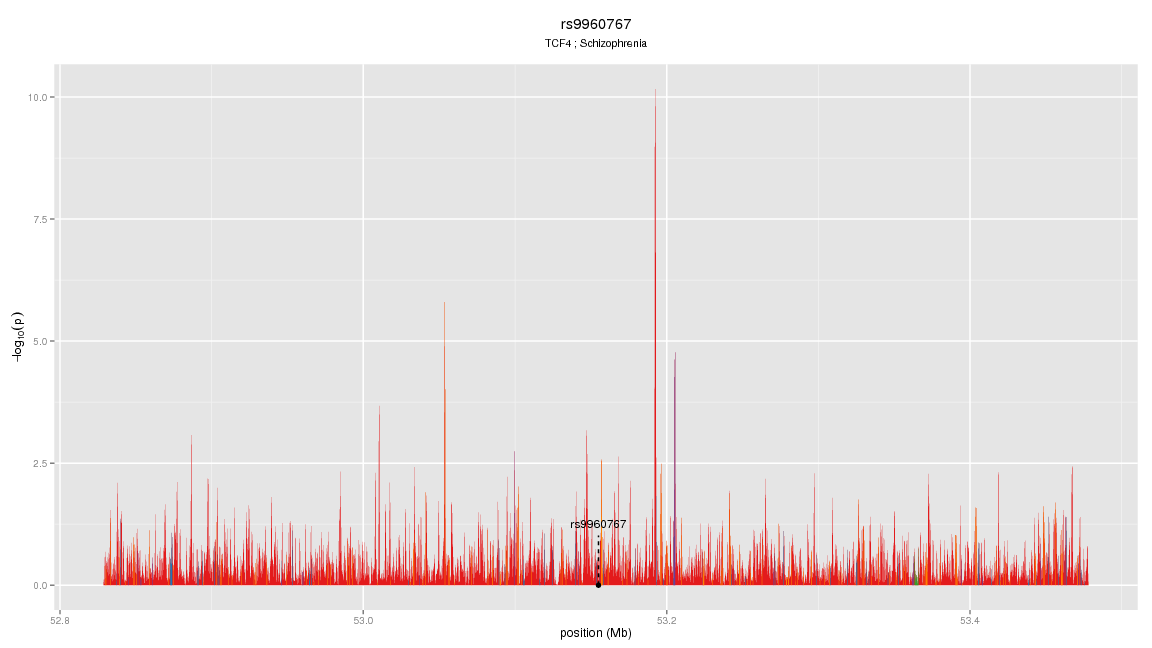 rs9960767
TCF4 ; Schizophrenia
10.0
7.5
5.0
2.5
0.0
−log10(p)
rs9960767
52.8 53.0 53.2 53.4
position (Mb)